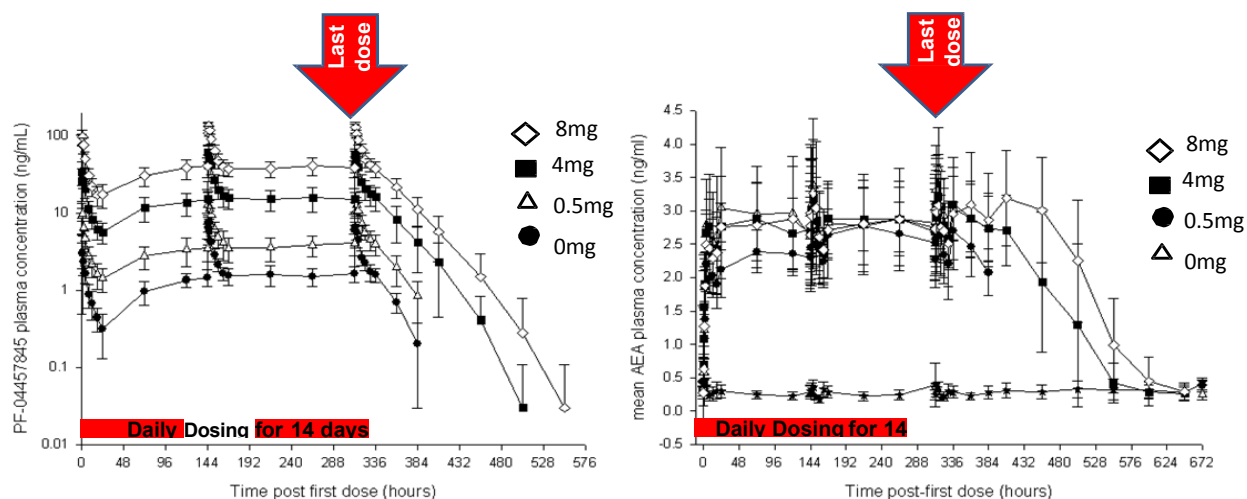 Last
dose
PF-04457845 plasma concentration (ng/mL)
100
10
1
0.1
0.01
8mg
4mg
0.5mg
0mg
Daily Dosing for 14 days
0 48 96 144 192 240 288 336 384 432 480 528 576
Time post first dose (hours)
Last
dose
mean AEA plasma concentration (ng/ml)
4.5
4.0
3.5
3.0
2.5
2.0
1.5
1.0
0.5
0.0
-0.5
8mg
4mg
0.5mg
0mg
Daily Dosing for 14
0 48 96 144 192 240 288 336 384 432 480 528 576 624 672
Time post-first dose (hours)